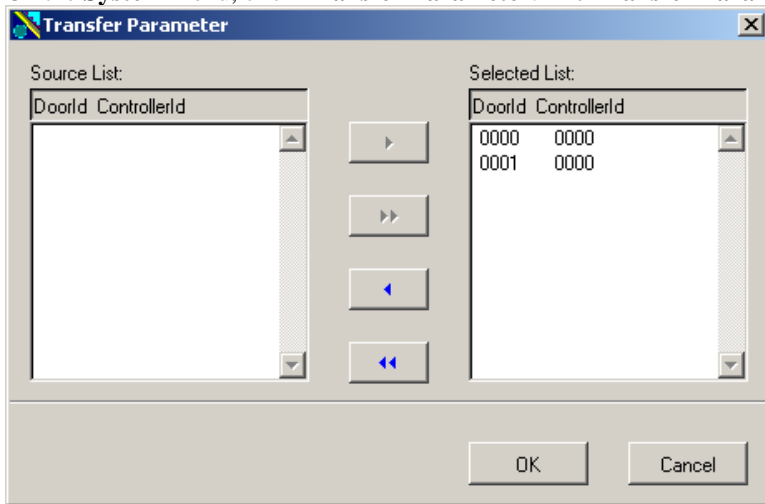 Transfer Parameter
Source List:
DoorId ControllerId
Selected List:
DoorId ControllerId
0000 0000
0001 0000
OK
Cancel